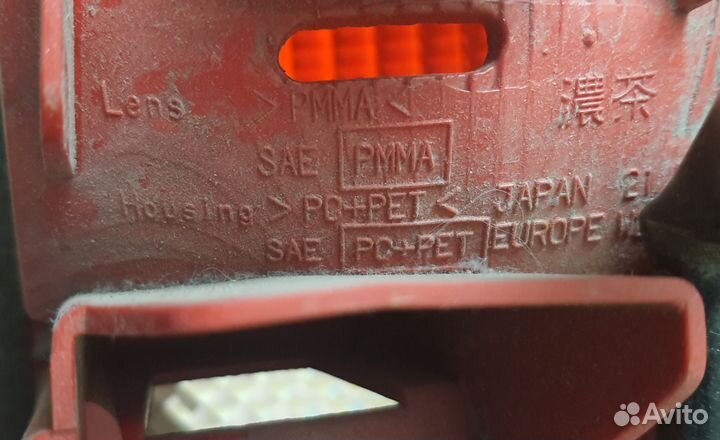 Lens >PMMA< 濃茶
SAE PMMA
Housing >PC+PET< JAPAN 21
SAE PC+PET EUROPE
Avito